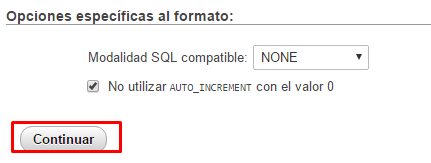 Opciones específicas al formato:
Modalidad SQL compatible: NONE
No utilizar AUTO_INCREMENT con el valor 0
Continuar